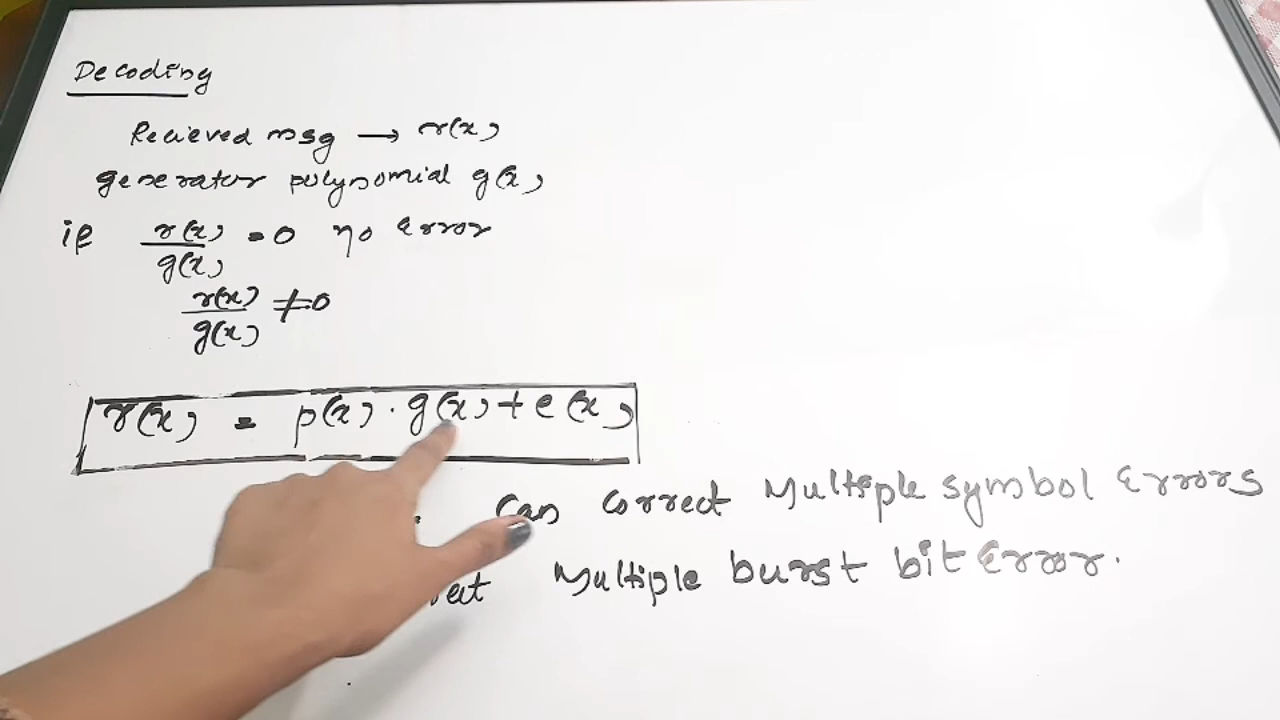 Decoding
Recieved msg → r(x)
generator polynomial g(x)
if r(x)/g(x) = 0 no Error
r(x)/g(x) ≠ 0
r(x) = p(x) · g(x) + e(x)
Can correct Multiple symbol Errors
Multiple burst bit Error.